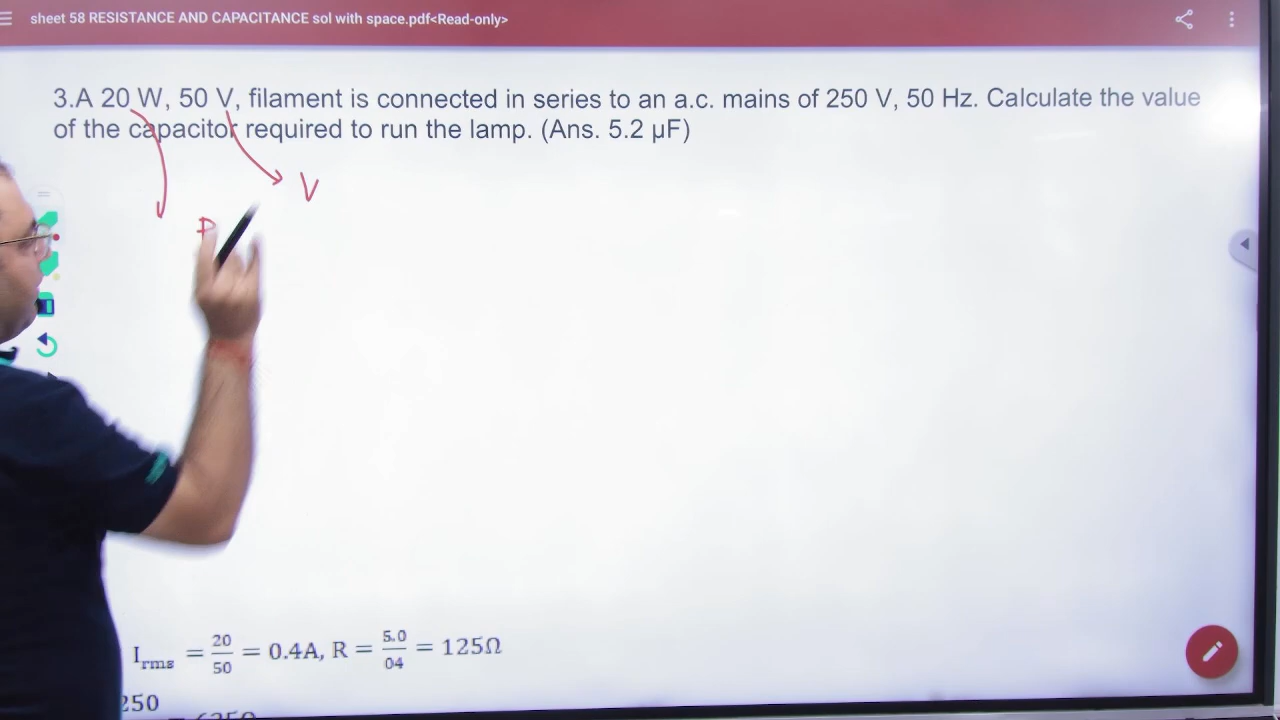 sheet 58 RESISTANCE AND CAPACITANCE sol with space.pdf<Read-only>
3.A 20 W, 50 V, filament is connected in series to an a.c. mains of 250 V, 50 Hz. Calculate the value
of the capacitor required to run the lamp. (Ans. 5.2 μF)
V
P
I_rms = 20/50 = 0.4A, R = 5.0/04 = 125Ω
250